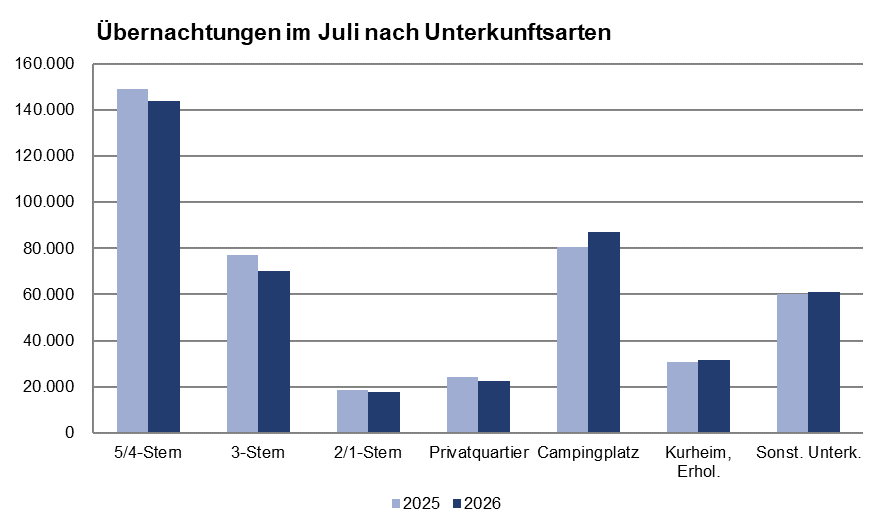 Übernachtungen im Juli nach Unterkunftsarten
160.000
140.000
120.000
100.000
80.000
60.000
40.000
20.000
0
5/4-Stern
3-Stern
2/1-Stern
Privatquartier
Campingplatz
Kurheim,
Erhol.
Sonst. Unterk.
2025
2026